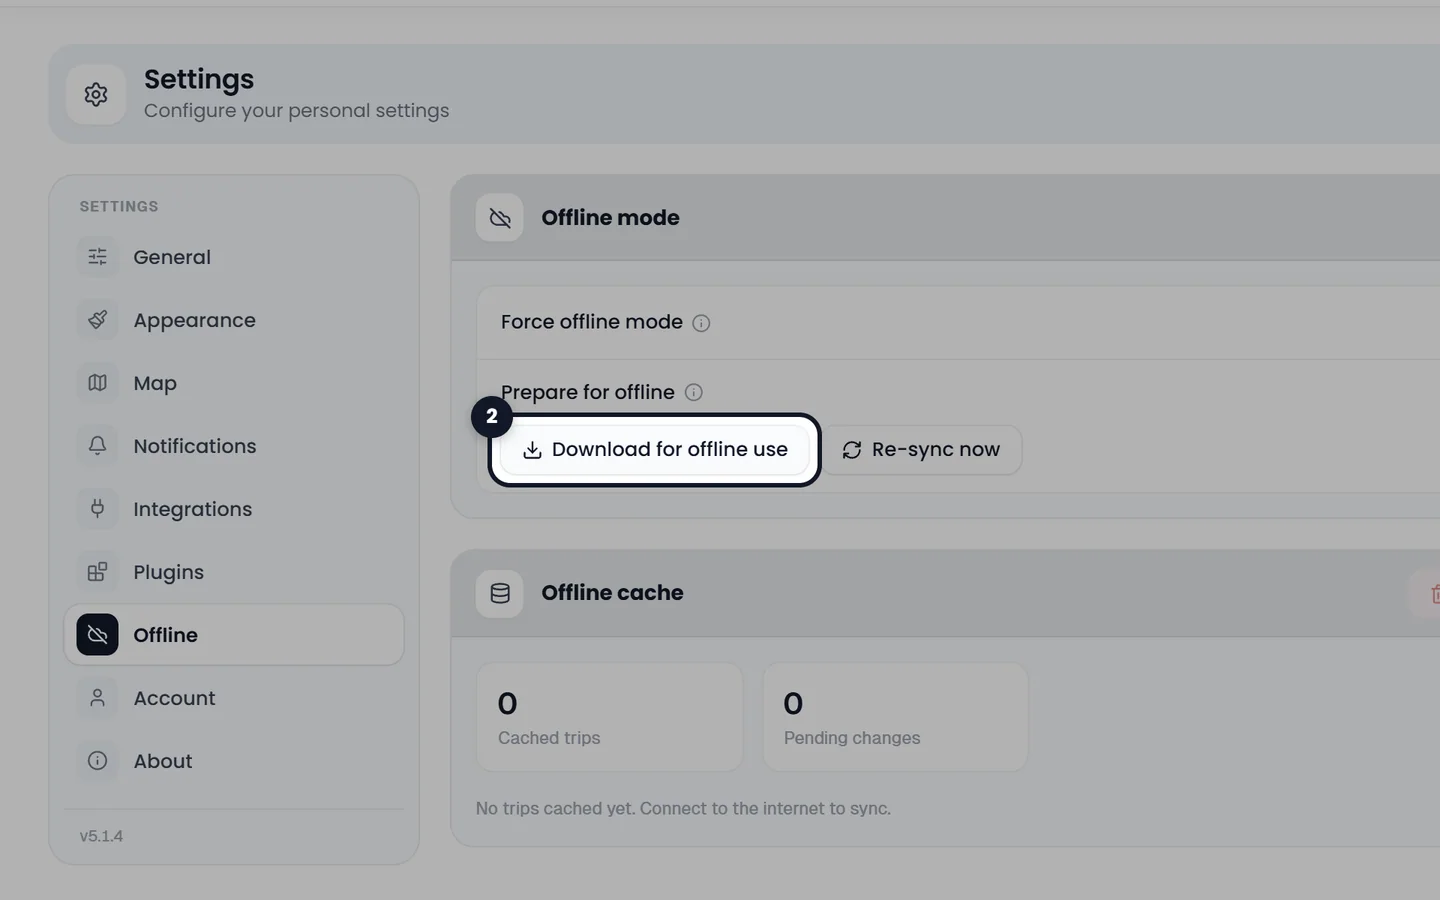 Settings
Configure your personal settings
SETTINGS
General
Appearance
Map
Notifications
Integrations
Plugins
Offline
Account
About
v5.1.4
Offline mode
Force offline mode
Prepare for offline
2
Download for offline use
Re-sync now
Offline cache
0
Cached trips
0
Pending changes
No trips cached yet. Connect to the internet to sync.